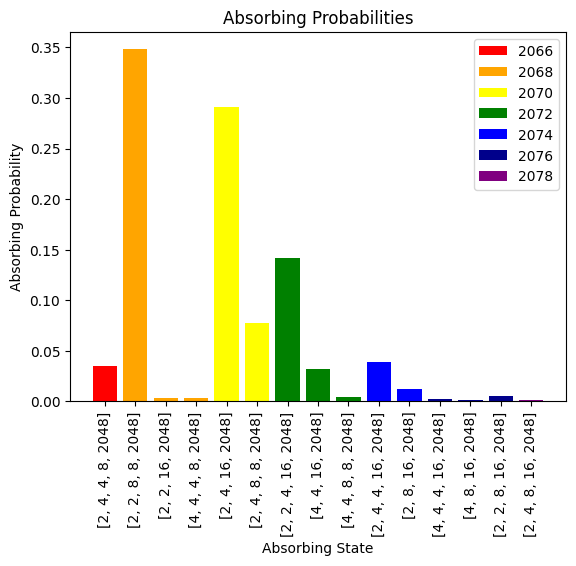 Absorbing Probabilities
2066
2068
2070
2072
2074
2076
2078
Absorbing Probability
0.35
0.30
0.25
0.20
0.15
0.10
0.05
0.00
[2, 4, 4, 8, 2048]
[2, 2, 8, 8, 2048]
[2, 2, 16, 2048]
[4, 4, 4, 8, 2048]
[2, 4, 16, 2048]
[2, 4, 8, 8, 2048]
[2, 2, 4, 16, 2048]
[4, 4, 16, 2048]
[4, 4, 8, 8, 2048]
[2, 4, 4, 16, 2048]
[2, 8, 16, 2048]
[4, 4, 4, 16, 2048]
[4, 8, 16, 2048]
[2, 2, 8, 16, 2048]
[2, 4, 8, 16, 2048]
Absorbing State